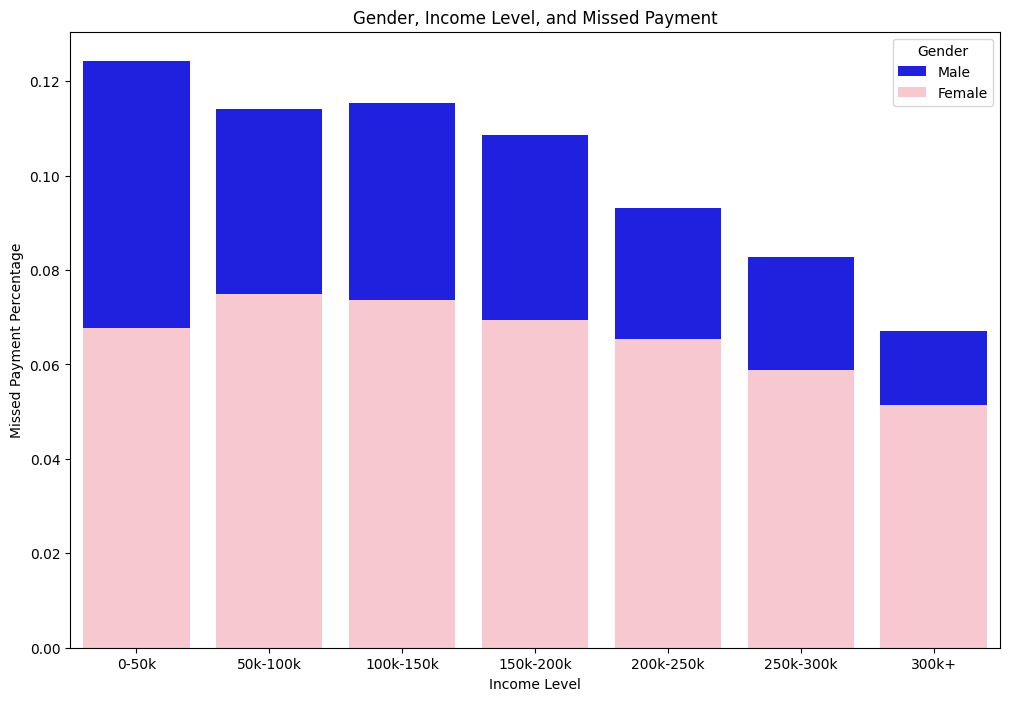 Gender, Income Level, and Missed Payment
Gender
Male
Female
Missed Payment Percentage
0.12
0.10
0.08
0.06
0.04
0.02
0.00
0-50k 50k-100k 100k-150k 150k-200k 200k-250k 250k-300k 300k+
Income Level